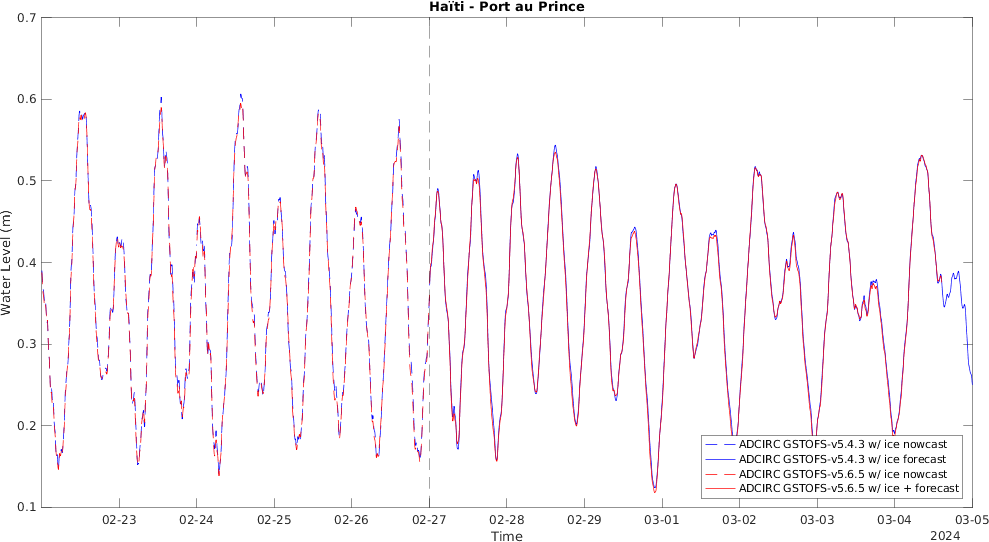 Haïti - Port au Prince
0.7
0.6
0.5
0.4
0.3
0.2
0.1
Water Level (m)
ADCIRC GSTOFS-v5.4.3 w/ ice nowcast
ADCIRC GSTOFS-v5.4.3 w/ ice forecast
ADCIRC GSTOFS-v5.6.5 w/ ice nowcast
ADCIRC GSTOFS-v5.6.5 w/ ice + forecast
02-23 02-24 02-25 02-26 02-27 02-28 02-29 03-01 03-02 03-03 03-04 03-05
Time
2024